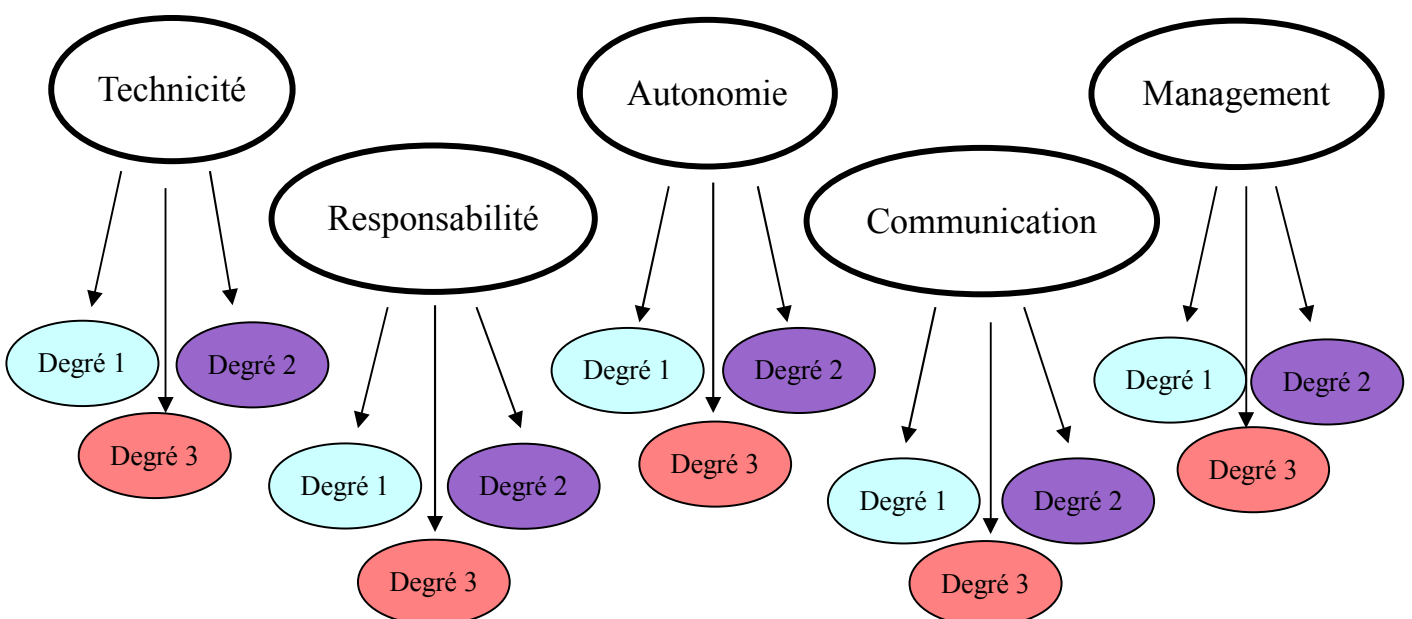 Technicité
Autonomie
Management
Responsabilité
Communication
Degré 1
Degré 2
Degré 3
Degré 1
Degré 2
Degré 3
Degré 1
Degré 2
Degré 3
Degré 1
Degré 2
Degré 3
Degré 1
Degré 2
Degré 3